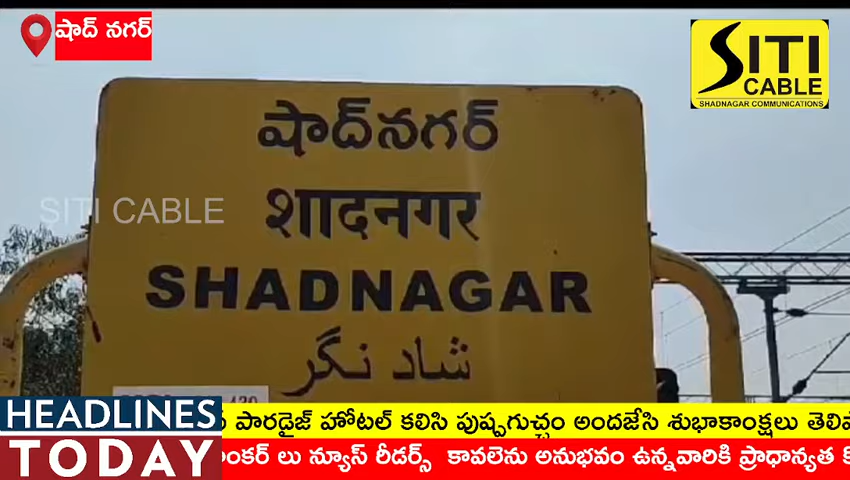 షాద్ నగర్
SITI
CABLE
SHADNAGAR COMMUNICATIONS
షాద్‌నగర్
SITI CABLE
शादनगर
SHADNAGAR
شاد نگر
HEADLINES
TODAY
పారడైజ్ హోటల్ కలిసి పుష్పగుచ్ఛం అందజేసి శుభాకాంక్షలు
లు న్యూస్ రీడర్స్ కావలెను అనుభవం ఉన్నవారికి ప్రాధాన్యత